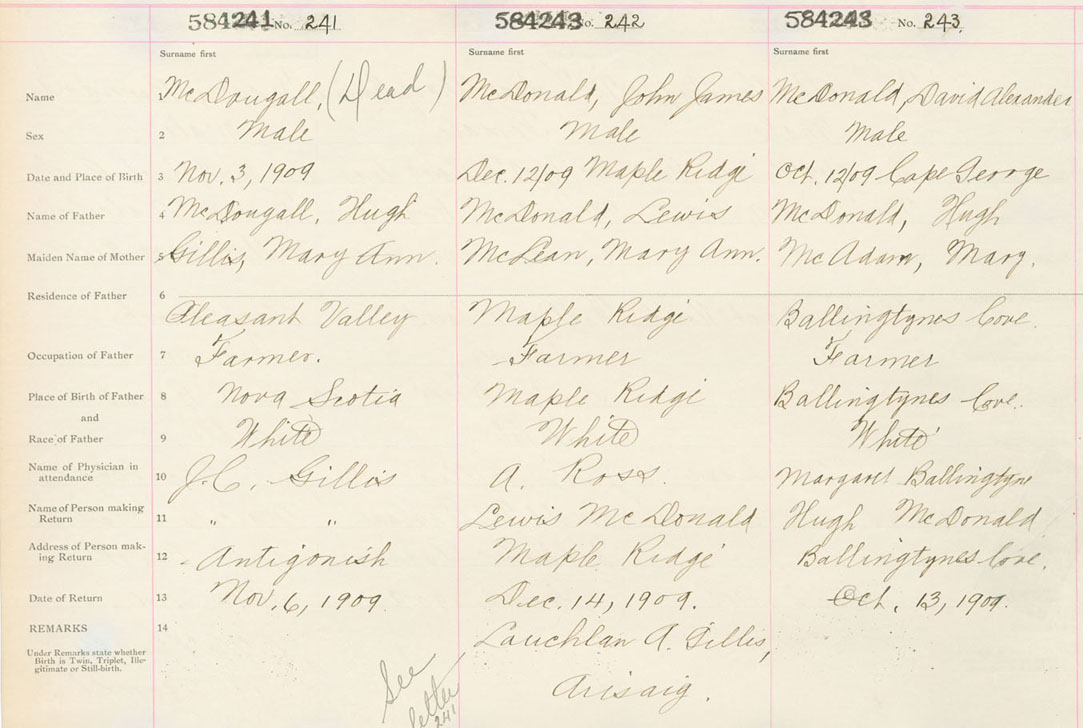 584241 No. 241 584243 No. 242 584243 No. 243.
Surname first Surname first Surname first
Name 1 McDougall, (Dead) McDonald, John James McDonald, David Alexander
Sex 2 Male Male Male
Date and Place of Birth 3 Nov. 3, 1909 Dec. 12/09 Maple Ridge Oct. 12/09 Cape George
Name of Father 4 McDougall, Hugh McDonald, Lewis McDonald, Hugh
Maiden Name of Mother 5 Gillis, Mary Ann. McLean, Mary Ann. McAdam, Mary.
Residence of Father 6
Pleasant Valley Maple Ridge Ballingtynes Cove.
Occupation of Father 7 Farmer. Farmer Farmer
Place of Birth of Father 8 Nova Scotia Maple Ridge Ballingtynes Cove.
and
Race of Father 9 White White White
Name of Physician in
attendance 10 J.C. Gillis A. Ross. Margaret Ballingtyne
Name of Person making
Return 11 " " Lewis McDonald Hugh McDonald
Address of Person mak-
ing Return 12 Antigonish Maple Ridge Ballingtynes Cove.
Date of Return 13 Nov. 6, 1909 Dec. 14, 1909. Oct. 13, 1909.
REMARKS 14 Lauchlan A. Gillis,
Under Remarks state whether
Birth is Twin, Triplet, Ille-
gitimate or Still-birth.
Arisaig.
See
letter
241